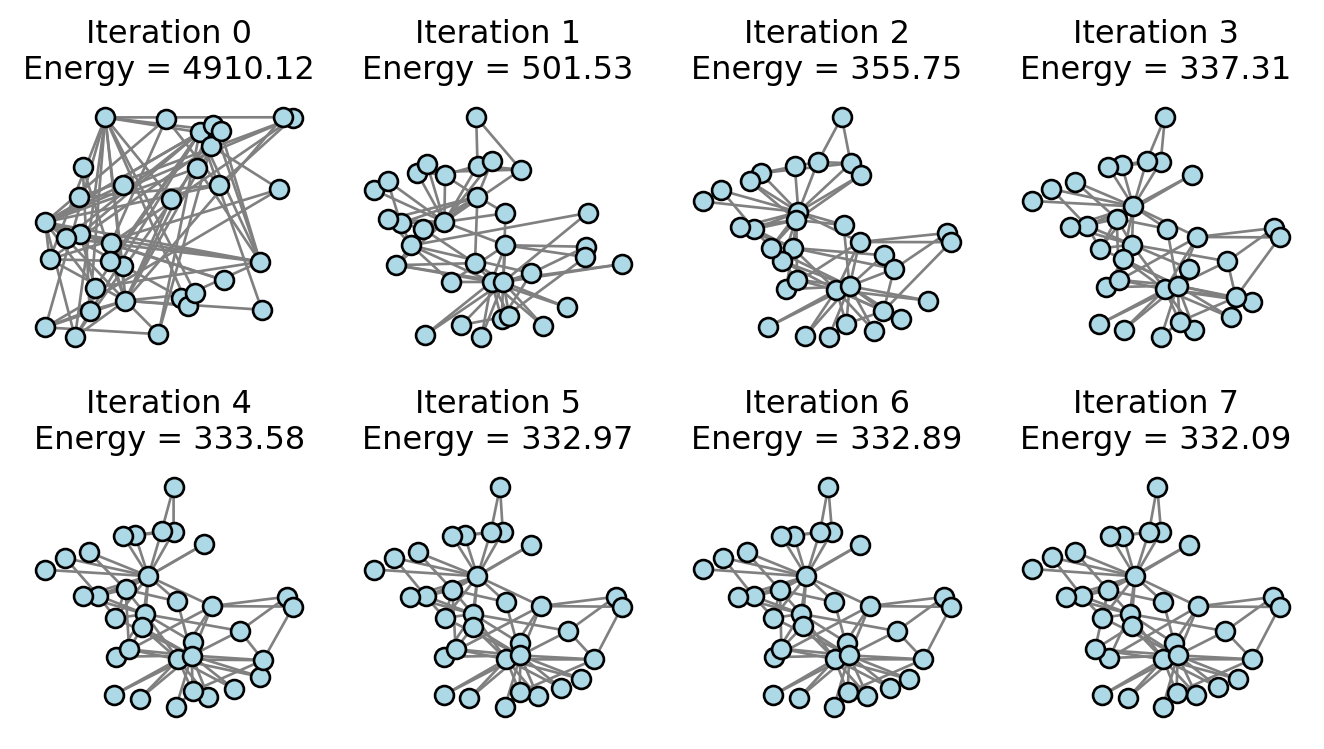 Iteration 0
Energy = 4910.12
Iteration 1
Energy = 501.53
Iteration 2
Energy = 355.75
Iteration 3
Energy = 337.31
Iteration 4
Energy = 333.58
Iteration 5
Energy = 332.97
Iteration 6
Energy = 332.89
Iteration 7
Energy = 332.09